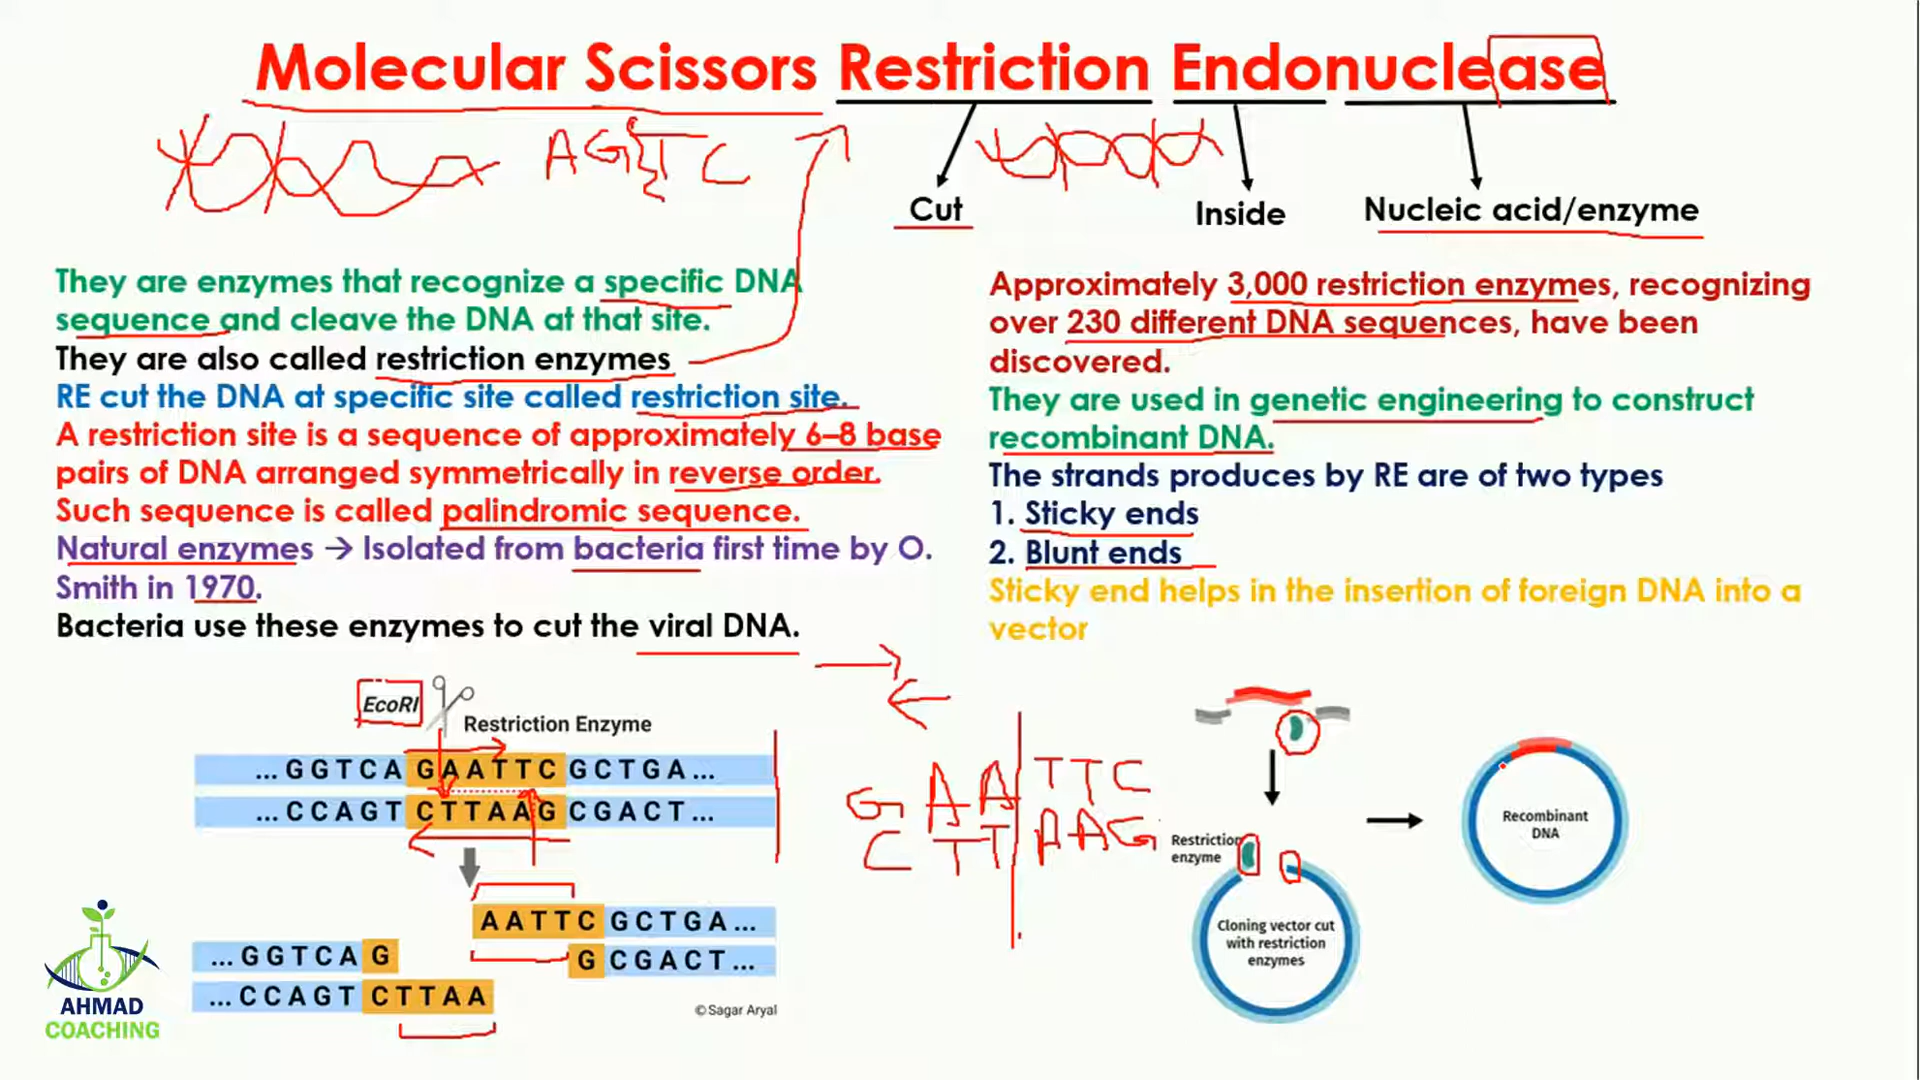 Molecular Scissors Restriction Endonuclease
AGTC
Cut
Inside
Nucleic acid/enzyme
They are enzymes that recognize a specific DNA
sequence and cleave the DNA at that site.
They are also called restriction enzymes
RE cut the DNA at specific site called restriction site.
A restriction site is a sequence of approximately 6–8 base
pairs of DNA arranged symmetrically in reverse order.
Such sequence is called palindromic sequence.
Natural enzymes → Isolated from bacteria first time by O.
Smith in 1970.
Bacteria use these enzymes to cut the viral DNA.
Approximately 3,000 restriction enzymes, recognizing
over 230 different DNA sequences, have been
discovered.
They are used in genetic engineering to construct
recombinant DNA.
The strands produces by RE are of two types
1. Sticky ends
2. Blunt ends
Sticky end helps in the insertion of foreign DNA into a
vector
EcoRI
Restriction Enzyme
...GGTCAGAATTCGCTGA...
...CCAGTCTTAAGCGACT...
AATTCGCTGA...
GCGACT...
...GGTCAG
...CCAGTCTTAA
©Sagar Aryal
AHMAD
COACHING
GAA TTC
CTT AAG
Restriction
enzyme
Cloning vector cut
with restriction
enzymes
Recombinant
DNA